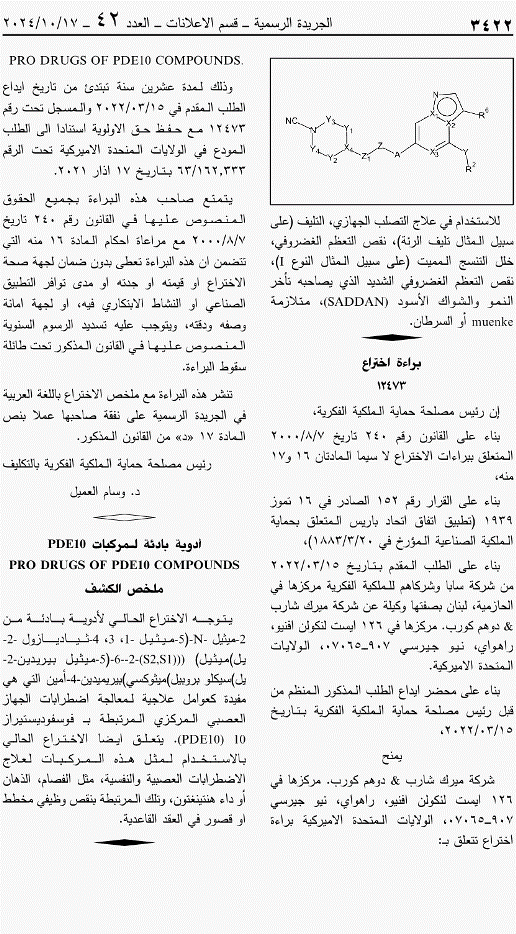 ٣٤٢٢
الجريدة الرسمية – قسم الاعلانات – العدد ٤٢ – ٢٠٢٤/١٠/١٧
NC
N
Y3
Y1
Y4
Y2
X4
Z1
Z
A
N
X1
X2
X3
R6
Y
R2
للاستخدام في علاج التصلب الجهازي، التليف (على
سبيل المثال تليف الرئة)، نقص التعظم الغضروفي،
خلل التنسج المميت (على سبيل المثال النوع I)،
نقص التعظم الغضروفي الشديد الذي يصاحبه تأخر
النمو والشواك الأسود (SADDAN)، متلازمة
muenke أو السرطان.
براءة اختراع
١٢٤٧٣
إن رئيس مصلحة حماية الملكية الفكرية،
بناء على القانون رقم ٢٤٠ تاريخ ٢٠٠٠/٨/٧
المتعلق ببراءات الاختراع لا سيما المادتان ١٦ و١٧
منه،
بناء على القرار رقم ١٥٢ الصادر في ١٦ تموز
١٩٣٩ (تطبيق اتفاق اتحاد باريس المتعلق بحماية
الملكية الصناعية المؤرخ في ١٨٨٣/٣/٢٠)،
بناء على الطلب المقدم بتاريخ ٢٠٢٢/٠٣/١٥
من شركة سابا وشركاهم للملكية الفكرية مركزها في
الحازمية، لبنان بصفتها وكيلة عن شركة ميرك شارب
& دوهم كورب. مركزها في ١٢٦ ايست لنكولن افنيو،
راهواي، نيو جيرسي ٩٠٧–٠٧٠٦٥، الولايات
المتحدة الاميركية.
بناء على محضر ايداع الطلب المذكور المنظم من
قبل رئيس مصلحة حماية الملكية الفكرية بتاريخ
٢٠٢٢/٠٣/١٥،
يمنح
شركة ميرك شارب & دوهم كورب. مركزها في
١٢٦ ايست لنكولن افنيو، راهواي، نيو جيرسي
٩٠٧–٠٧٠٦٥، الولايات المتحدة الاميركية براءة
اختراع تتعلق بـ:
PRO DRUGS OF PDE10 COMPOUNDS.
وذلك لمدة عشرين سنة تبتدئ من تاريخ ايداع
الطلب المقدم في ٢٠٢٢/٠٣/١٥ والمسجل تحت رقم
١٢٤٧٣ مع حفظ حق الاولوية استنادا الى الطلب
المودع في الولايات المتحدة الاميركية تحت الرقم
٦٣/١٦٢,٣٣٣ بتاريخ ١٧ اذار ٢٠٢١.
يتمتع صاحب هذه البراءة بجميع الحقوق
المنصوص عليها في القانون رقم ٢٤٠ تاريخ
٢٠٠٠/٨/٧ مع مراعاة احكام المادة ١٦ منه التي
تتضمن ان هذه البراءة تعطى بدون ضمان لجهة صحة
الاختراع او قيمته او جدته او مدى توافر التطبيق
الصناعي او النشاط الابتكاري فيه، او لجهة امانة
وصفه ودقته، ويتوجب عليه تسديد الرسوم السنوية
المنصوص عليها في القانون المذكور تحت طائلة
سقوط البراءة.
تنشر هذه البراءة مع ملخص الاختراع باللغة العربية
في الجريدة الرسمية على نفقة صاحبها عملا بنص
المادة ١٧ «د» من القانون المذكور.
رئيس مصلحة حماية الملكية الفكرية بالتكليف
د. وسام العميل
أدوية بادئة لمركبات PDE10
PRO DRUGS OF PDE10 COMPOUNDS
ملخص الكشف
يتوجه الاختراع الحالي لأدوية بادئة من
2-ميثيل -N-(5-ميثيل -1، 3، 4-ثياديازول -2-
يل)ميثيل) (((S2,S1)-2--6-(5-ميثيل بيريدين-2-
يل)سيكلو بروبيل)ميثوكسي)بيريميدين-4-أمين التي هي
مفيدة كعوامل علاجية لمعالجة اضطرابات الجهاز
العصبي المركزي المرتبطة بـ فوسفوديستيراز
10 (PDE10). يتعلق ايضا الاختراع الحالي
بالاستخدام لمثل هذه المركبات لعلاج
الاضطرابات العصبية والنفسية، مثل الفصام، الذهان
أو داء هنتينغتون، وتلك المرتبطة بنقص وظيفي مخطط
او قصور في العقد القاعدية.